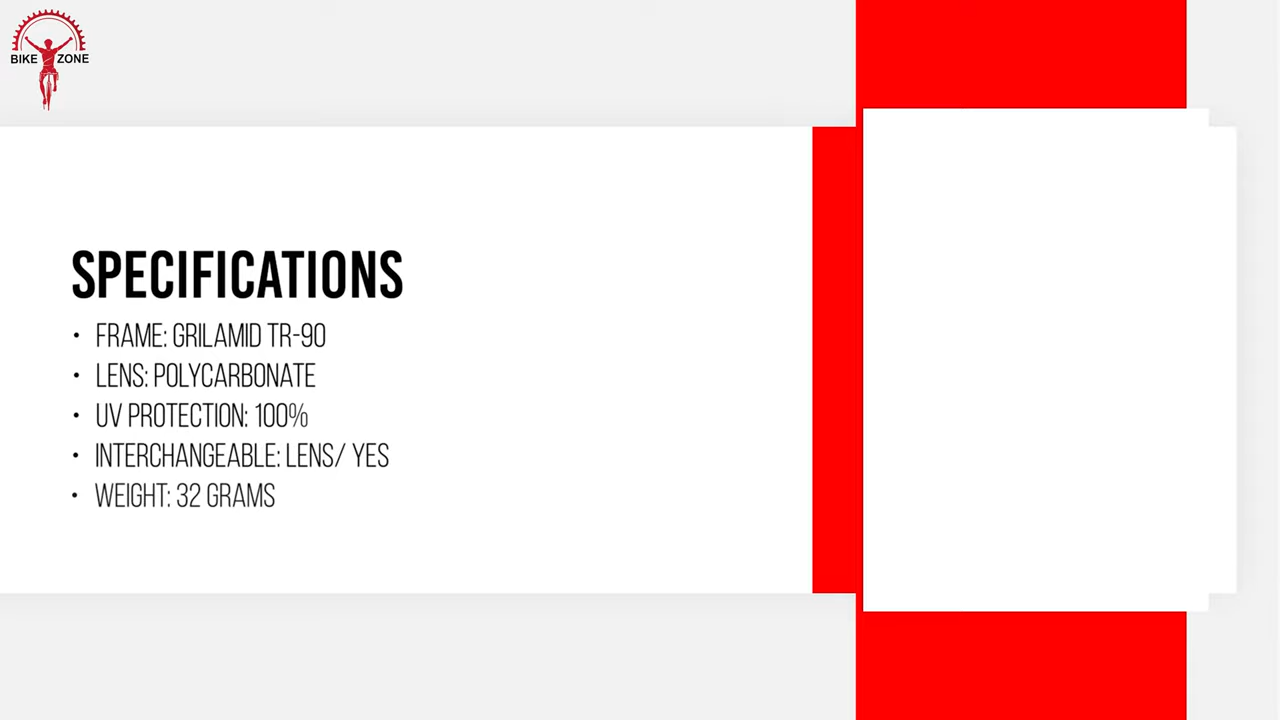 BIKE ZONE
SPECIFICATIONS
• FRAME: GRILAMID TR-90
• LENS: POLYCARBONATE
• UV PROTECTION: 100%
• INTERCHANGEABLE: LENS/ YES
• WEIGHT: 32 GRAMS